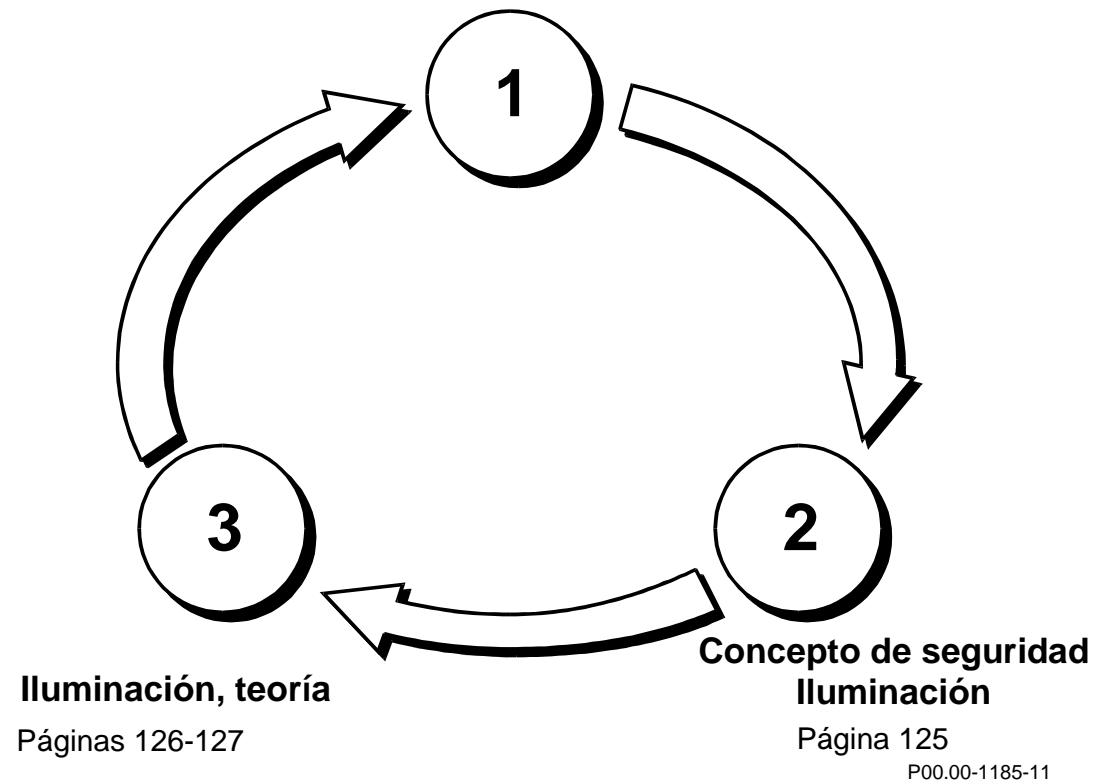 1
3
2
Concepto de seguridad
Iluminación
Página 125
Iluminación, teoría
Páginas 126-127
P00.00-1185-11